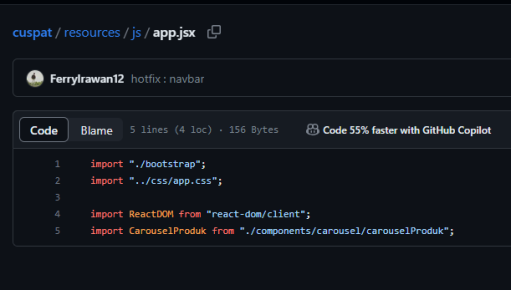 cuspat / resources / js / app.jsx
FerryIrawan12 hotfix : navbar
Code Blame 5 lines (4 loc) · 156 Bytes Code 55% faster with GitHub Copilot
1 import "./bootstrap";
2 import "../css/app.css";
3
4 import ReactDOM from "react-dom/client";
5 import CarouselProduk from "./components/carousel/carouselProduk";